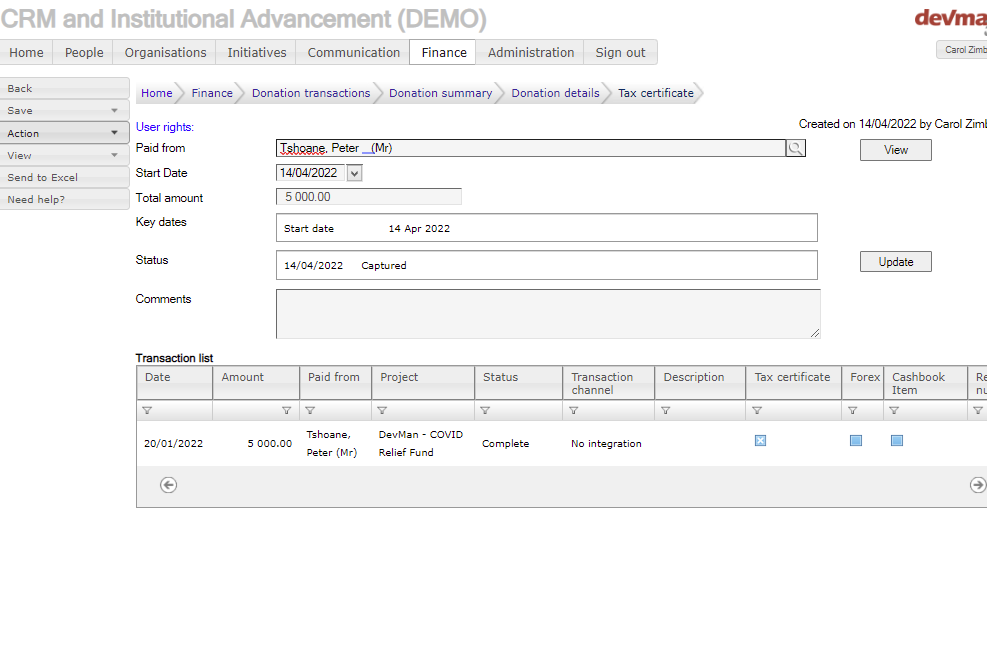 CRM and Institutional Advancement (DEMO)
devma
Home People Organisations Initiatives Communication Finance Administration Sign out
Carol Zimb
Back
Save
Action
View
Send to Excel
Need help?
Home Finance Donation transactions Donation summary Donation details Tax certificate
User rights:
Created on 14/04/2022 by Carol Zimb
Paid from Tshoane, Peter (Mr) View
Start Date 14/04/2022
Total amount 5 000.00
Key dates Start date 14 Apr 2022
Status 14/04/2022 Captured Update
Comments
Transaction list
Date Amount Paid from Project Status Transaction channel Description Tax certificate Forex Cashbook Item Re nu
20/01/2022 5 000.00 Tshoane, Peter (Mr) DevMan - COVID Relief Fund Complete No integration